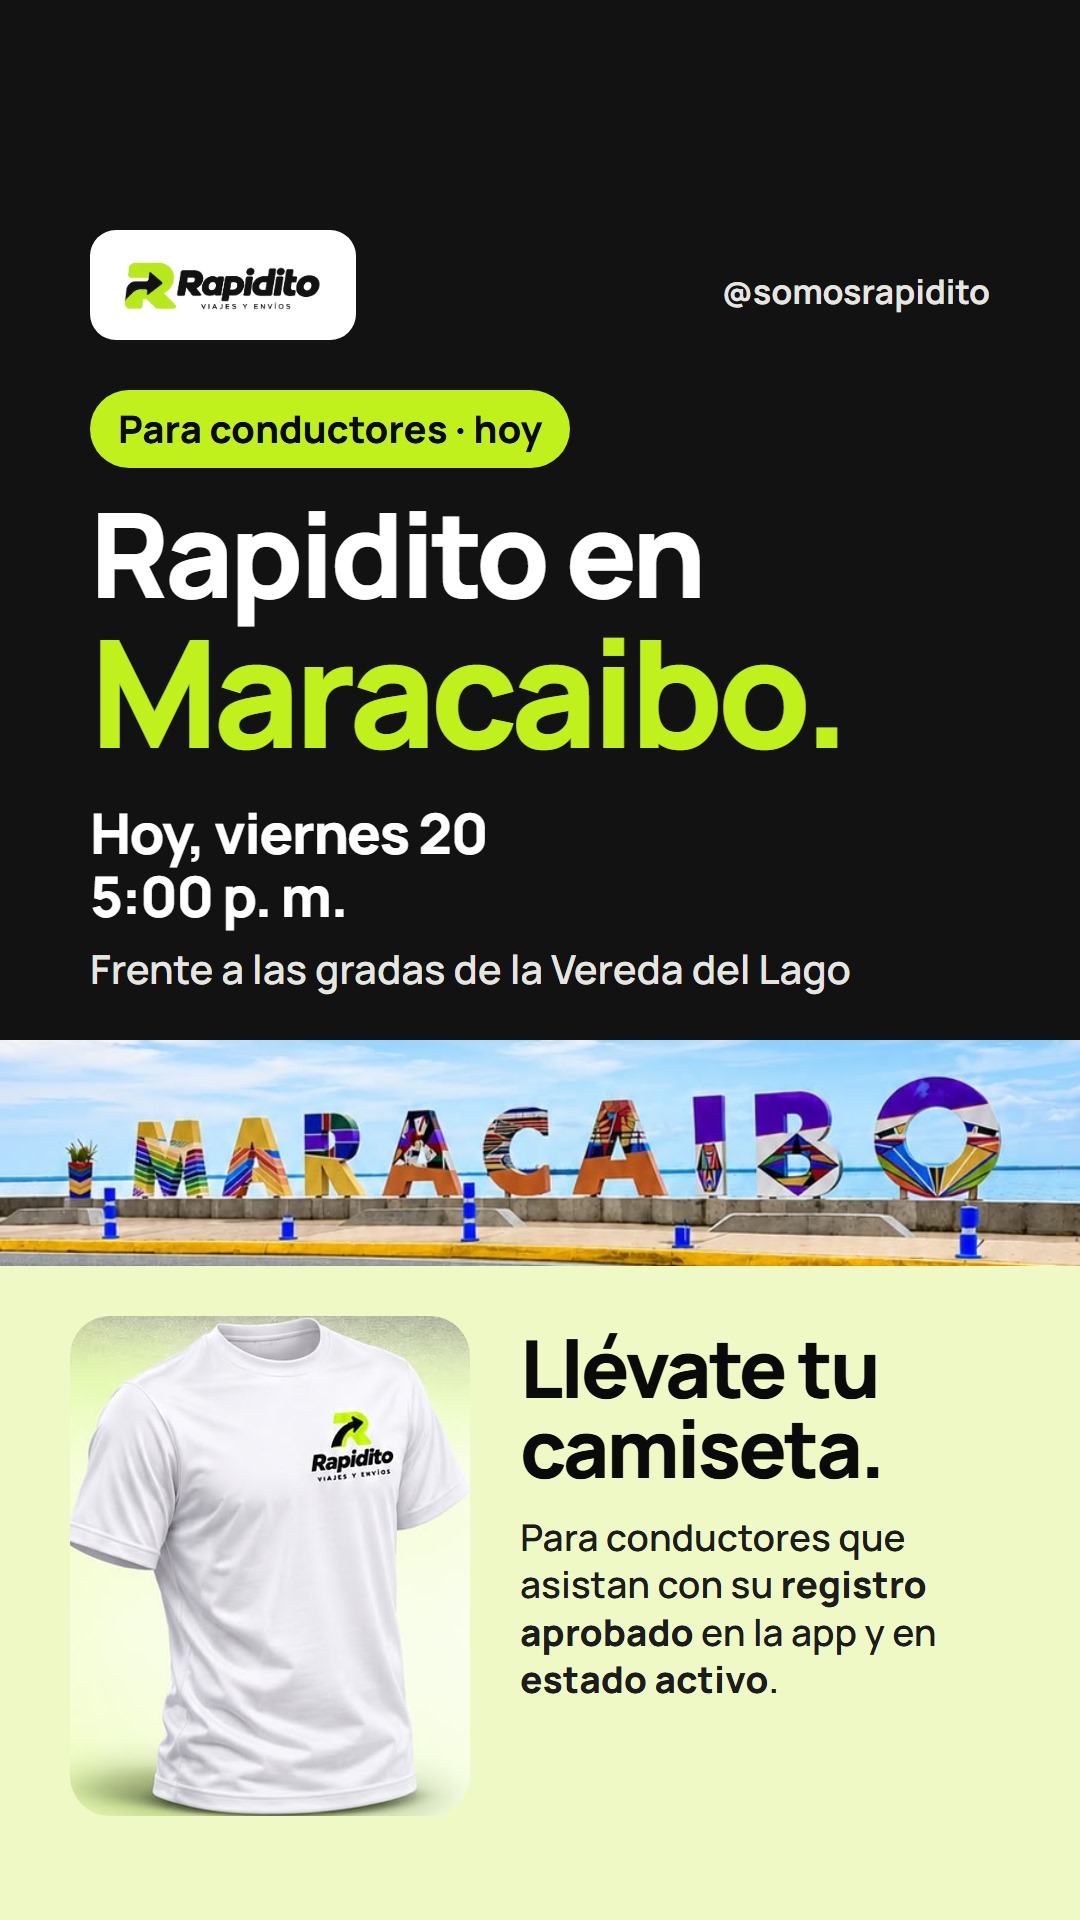 Rapidito
VIAJES Y ENVÍOS
@somosrapidito
Para conductores · hoy
Rapidito en
Maracaibo.
Hoy, viernes 20
5:00 p. m.
Frente a las gradas de la Vereda del Lago
MARACAIBO
Rapidito
VIAJES Y ENVÍOS
Llévate tu
camiseta.
Para conductores que
asistan con su registro
aprobado en la app y en
estado activo.